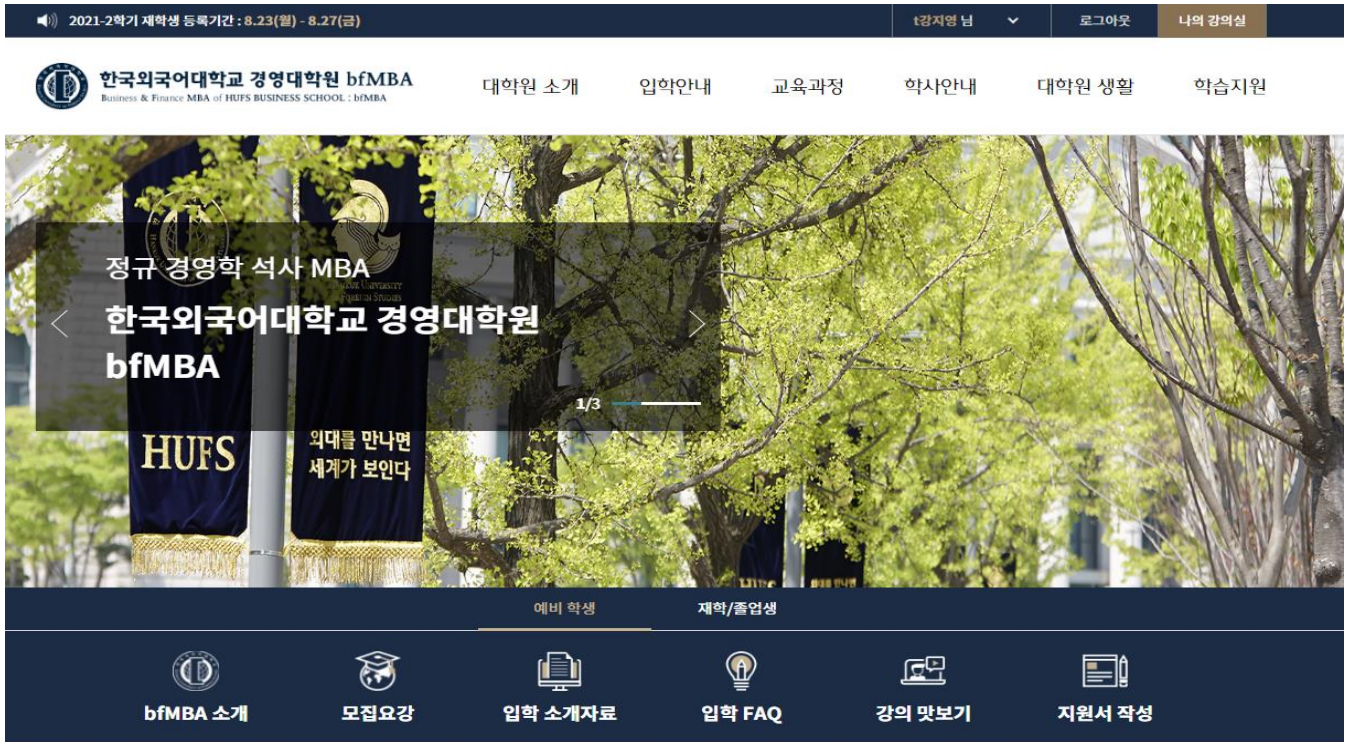 2021-2학기 재학생 등록기간 : 8.23(월) - 8.27(금)
t강지영 님
로그아웃
나의 강의실
한국외국어대학교 경영대학원 bfMBA
Business & Finance MBA of HUFS BUSINESS SCHOOL : bfMBA
대학원 소개
입학안내
교육과정
학사안내
대학원 생활
학습지원
정규 경영학 석사 MBA
한국외국어대학교 경영대학원
bfMBA
1/3
HUFS
외대를 만나면
세계가 보인다
예비 학생
재학/졸업생
bfMBA 소개
모집요강
입학 소개자료
입학 FAQ
강의 맛보기
지원서 작성